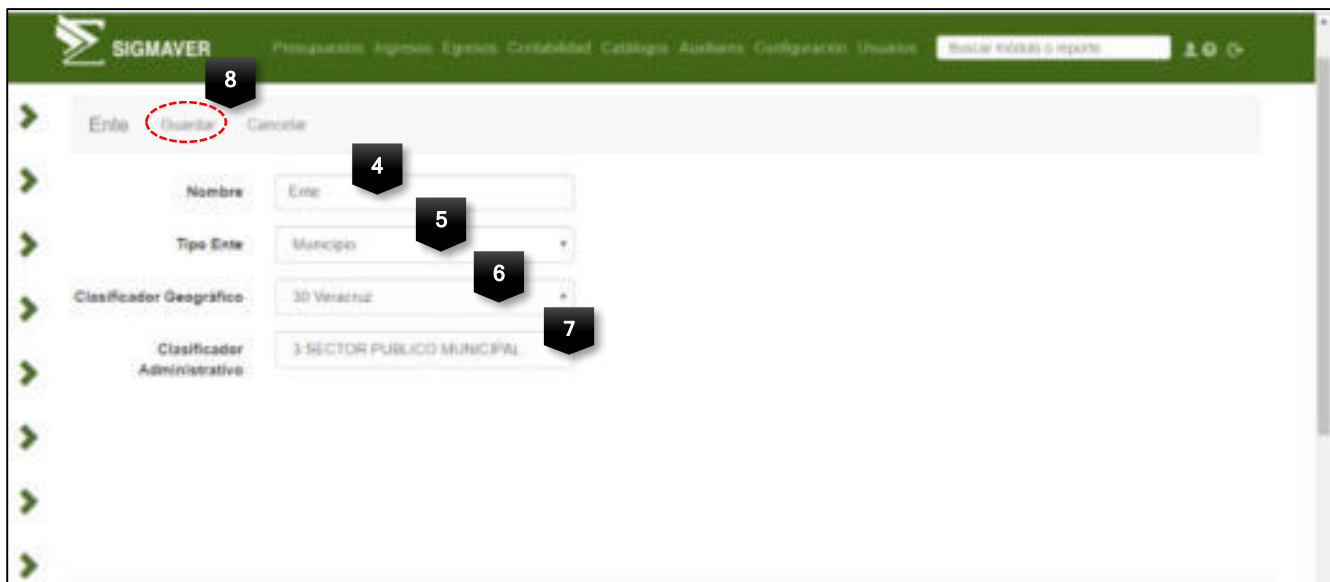 SIGMAVER Presupuestos Ingresos Egresos Contabilidad Catálogos Auxiliares Configuración Usuarios Buscar módulo o reporte
8
Ente Guardar Cancelar
4
Nombre Ente
5
Tipo Ente Municipio
6
Clasificador Geográfico 30 Veracruz
7
Clasificador 3 SECTOR PUBLICO MUNICIPAL
Administrativo